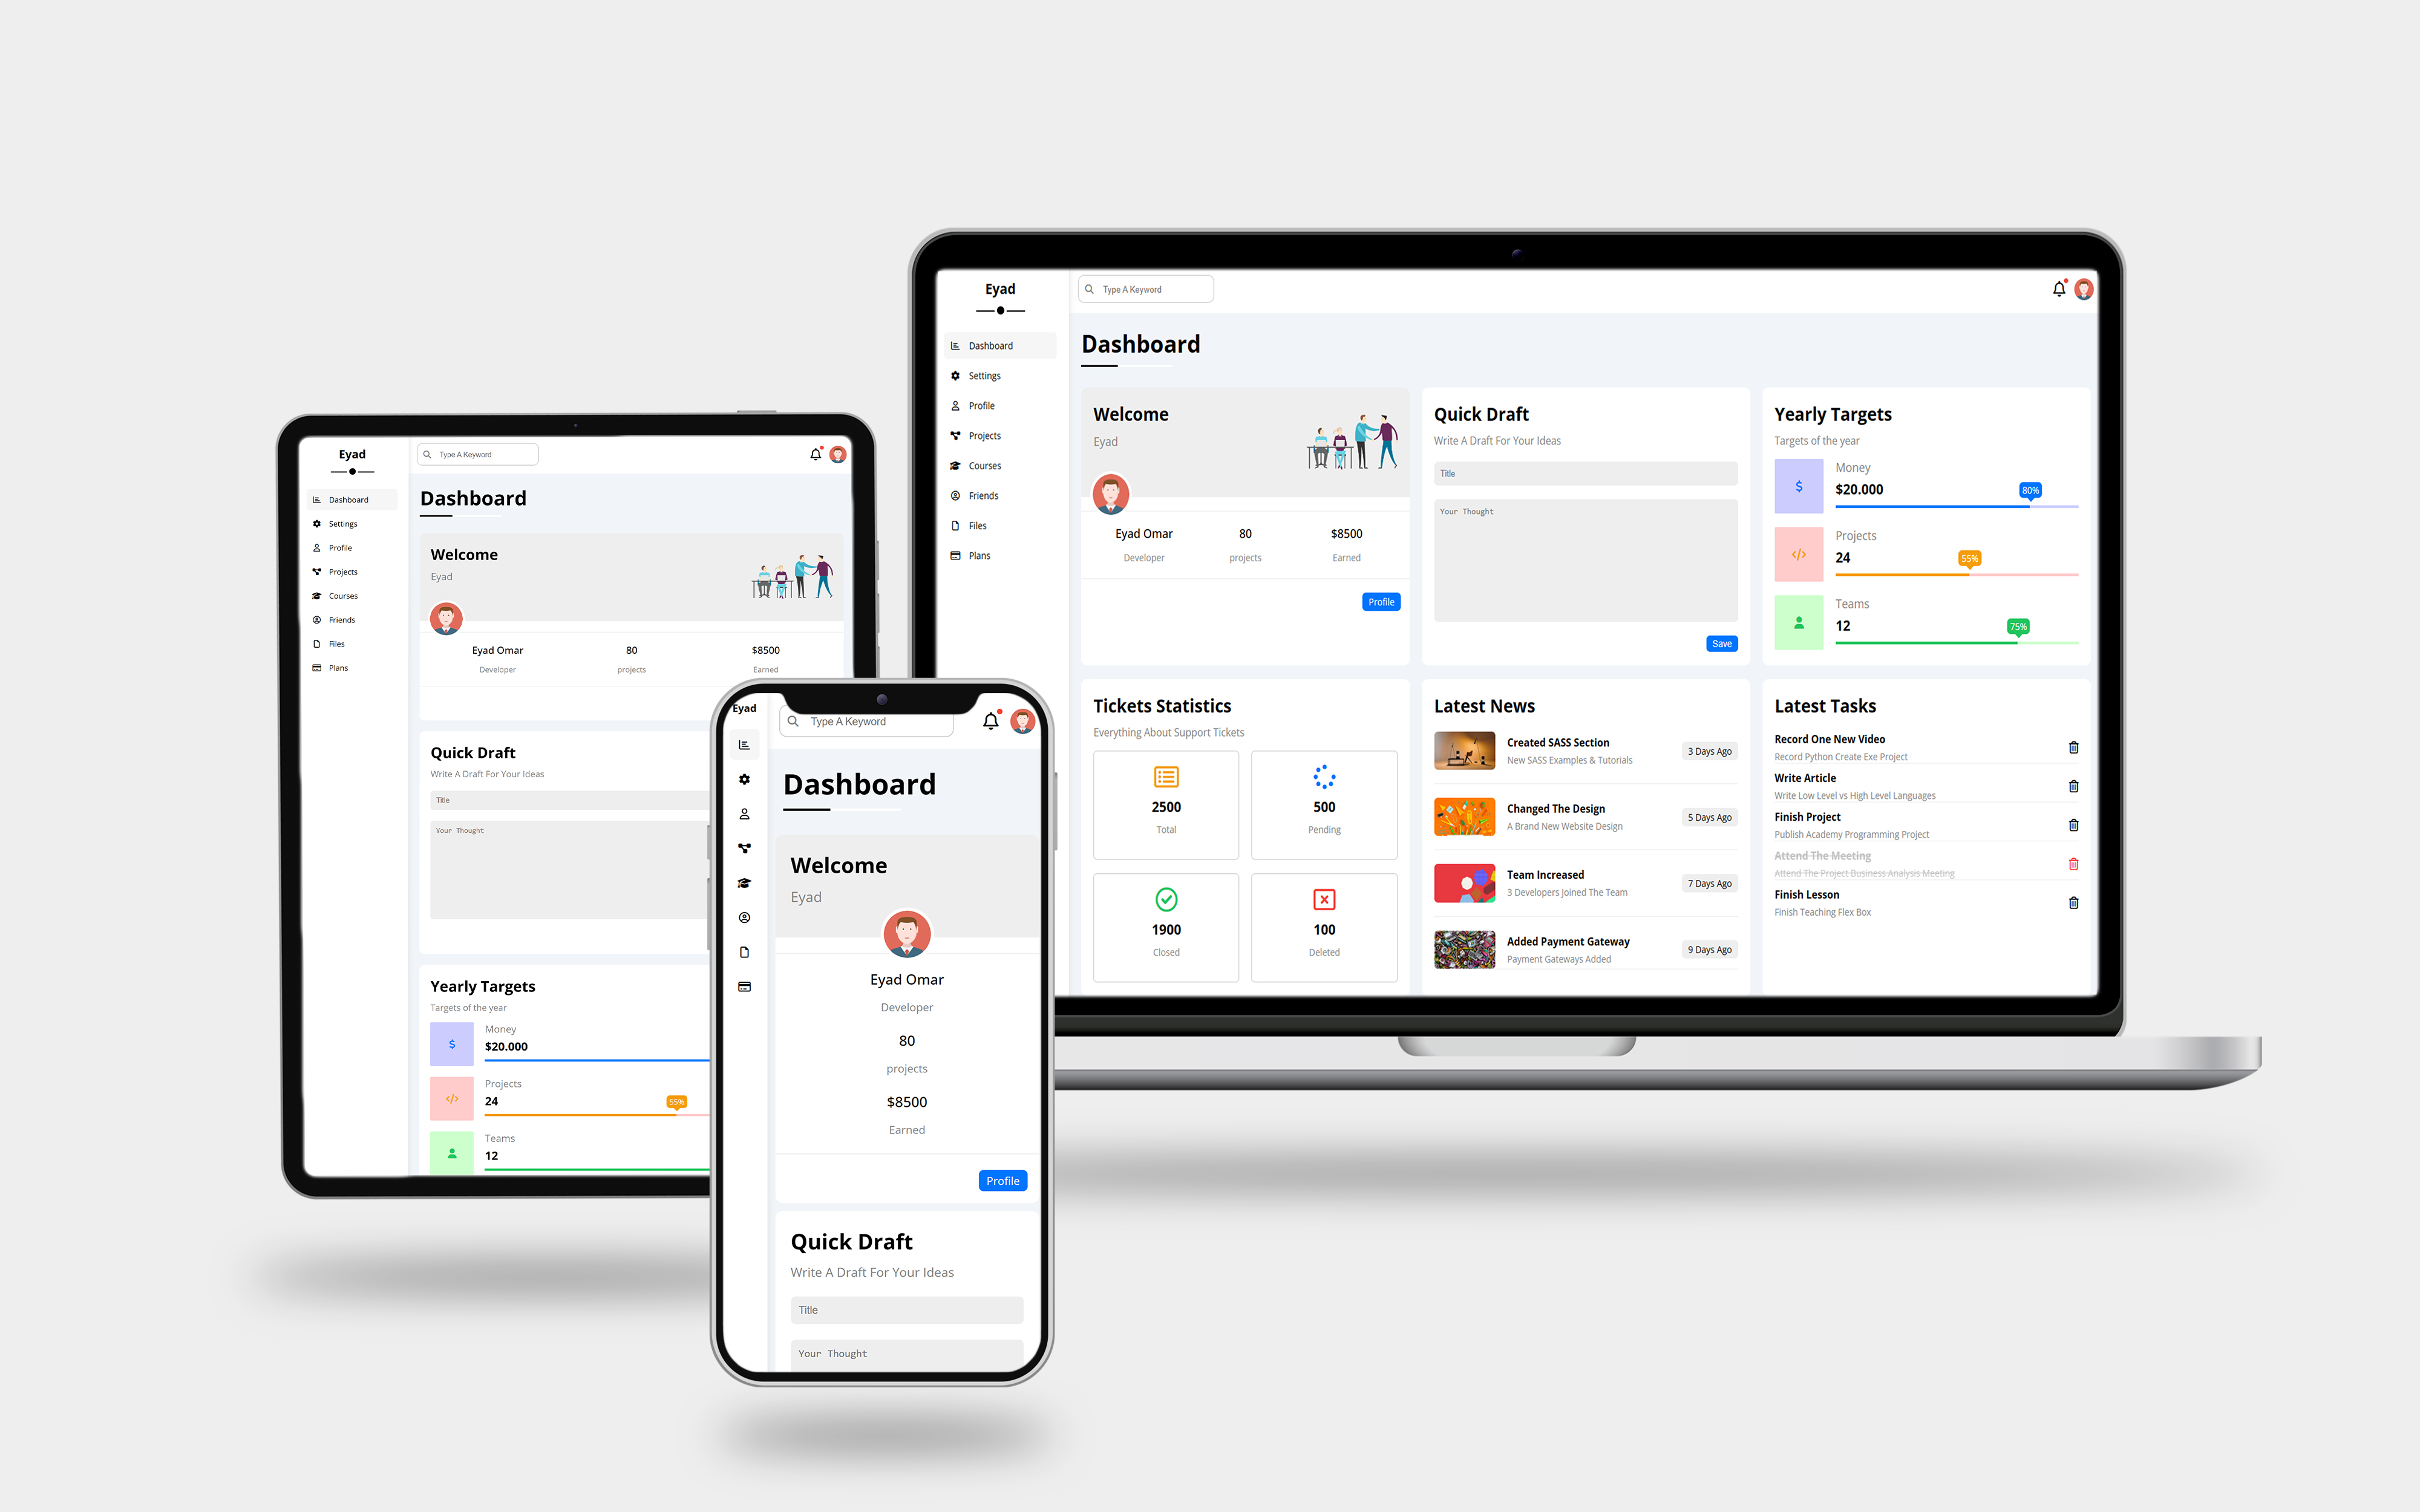 Eyad
Type A Keyword
Dashboard
Settings
Profile
Projects
Courses
Friends
Files
Plans
Dashboard
Welcome
Eyad
Eyad Omar
Developer
80
projects
$8500
Earned
Profile
Quick Draft
Write A Draft For Your Ideas
Title
Your Thought
Save
Yearly Targets
Targets of the year
Money
$20.000
80%
Projects
24
55%
Teams
12
75%
Tickets Statistics
Everything About Support Tickets
2500
Total
500
Pending
1900
Closed
100
Deleted
Latest News
Created SASS Section
New SASS Examples & Tutorials
3 Days Ago
Changed The Design
A Brand New Website Design
5 Days Ago
Team Increased
3 Developers Joined The Team
7 Days Ago
Added Payment Gateway
Payment Gateways Added
9 Days Ago
Latest Tasks
Record One New Video
Record Python Create Exe Project
Write Article
Write Low Level vs High Level Languages
Finish Project
Publish Academy Programming Project
Attend The Meeting
Attend The Project Business Analysis Meeting
Finish Lesson
Finish Teaching Flex Box
Eyad
Type A Keyword
Dashboard
Settings
Profile
Projects
Courses
Friends
Files
Plans
Dashboard
Welcome
Eyad
Eyad Omar
Developer
80
projects
$8500
Earned
Quick Draft
Write A Draft For Your Ideas
Title
Your Thought
Yearly Targets
Targets of the year
Money
$20.000
Projects
24
55%
Teams
12
Eyad
Type A Keyword
Dashboard
Welcome
Eyad
Eyad Omar
Developer
80
projects
$8500
Earned
Profile
Quick Draft
Write A Draft For Your Ideas
Title
Your Thought